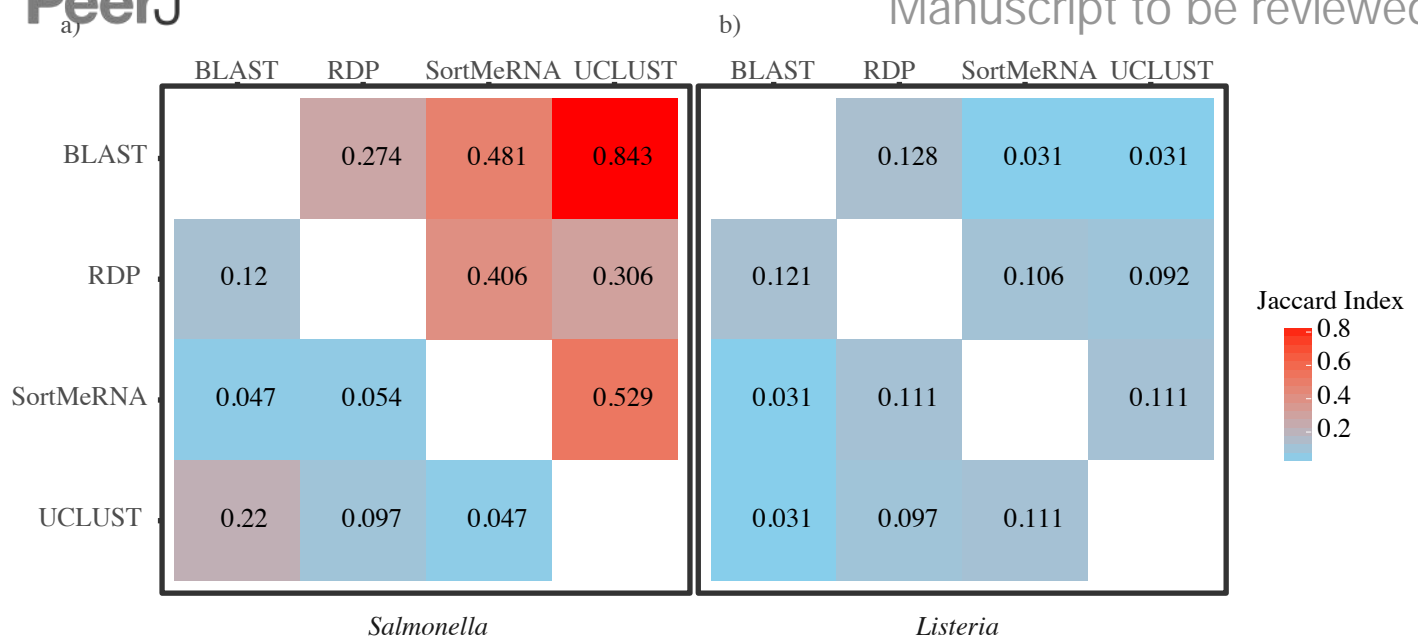 PeerJ
Manuscript to be reviewed
a)
b)
BLAST RDP SortMeRNA UCLUST
BLAST RDP SortMeRNA UCLUST
BLAST 0.274 0.481 0.843
0.128 0.031 0.031
RDP 0.12 0.406 0.306
0.121 0.106 0.092
SortMeRNA 0.047 0.054 0.529
0.031 0.111 0.111
UCLUST 0.22 0.097 0.047
0.031 0.097 0.111
Jaccard Index
0.8
0.6
0.4
0.2
Salmonella
Listeria